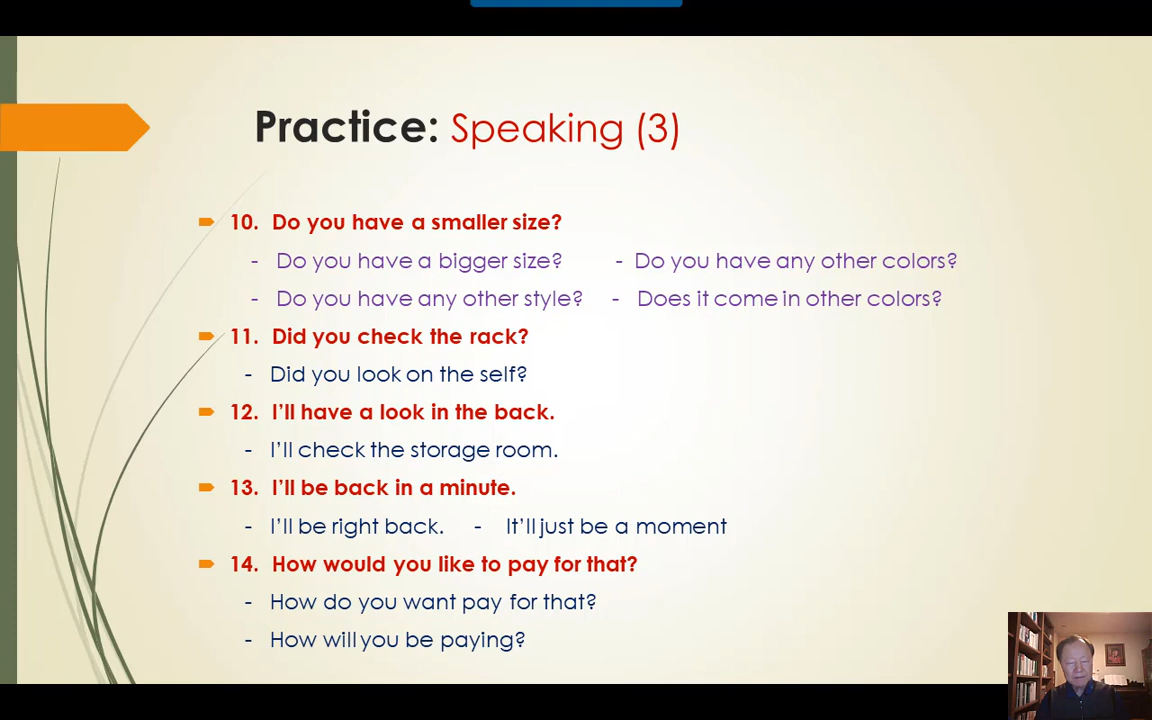 Practice: Speaking (3)
10. Do you have a smaller size?
- Do you have a bigger size? - Do you have any other colors?
- Do you have any other style? - Does it come in other colors?
11. Did you check the rack?
- Did you look on the self?
12. I'll have a look in the back.
- I'll check the storage room.
13. I'll be back in a minute.
- I'll be right back. - It'll just be a moment
14. How would you like to pay for that?
- How do you want pay for that?
- How will you be paying?